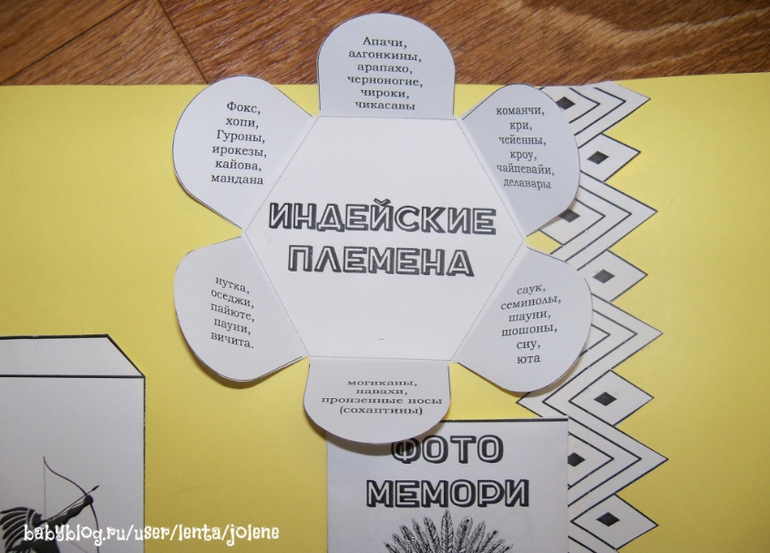 Апачи,
алгонкины,
арапахо,
черноногие,
чироки,
чикасавы
Фокс,
хопи,
Гуроны,
ирокезы,
кайова,
мандана
команчи,
кри,
чейенны,
кроу,
чайпевайи,
делавары
ИНДЕЙСКИЕ
ПЛЕМЕНА
нутка,
оседжи,
пайюте,
пауни,
вичита.
саук,
семинолы,
шауни,
шошоны,
сиу,
юта
могиканы,
навахи,
пронзенные носы
(сохаптины)
ФОТО
МЕМОРИ
babyblog.ru/user/lenta/jolene